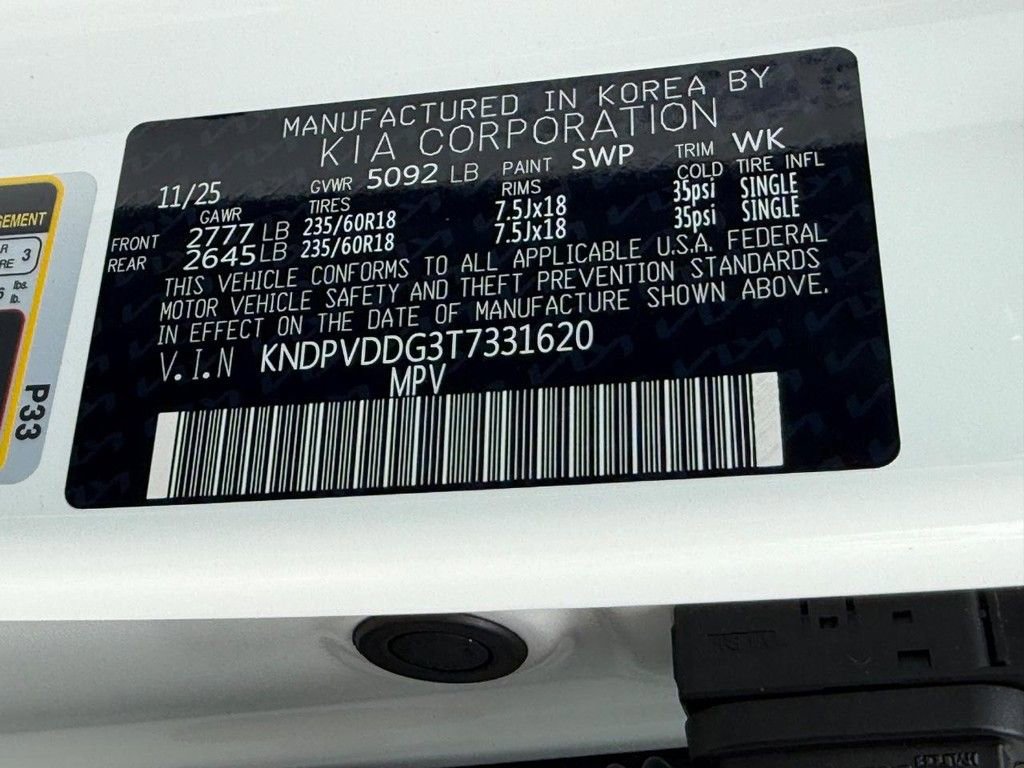 MANUFACTURED IN KOREA BY
KIA CORPORATION
11/25 GVWR 5092 LB PAINT SWP TRIM WK
GAWR TIRES RIMS COLD TIRE INFL
FRONT 2777 LB 235/60R18 7.5Jx18 35psi SINGLE
REAR 2645 LB 235/60R18 7.5Jx18 35psi SINGLE
THIS VEHICLE CONFORMS TO ALL APPLICABLE U.S.A. FEDERAL
MOTOR VEHICLE SAFETY AND THEFT PREVENTION STANDARDS
IN EFFECT ON THE DATE OF MANUFACTURE SHOWN ABOVE.
V.I.N KNDPVDDG3T7331620
MPV
3
lbs.
lb.
P33